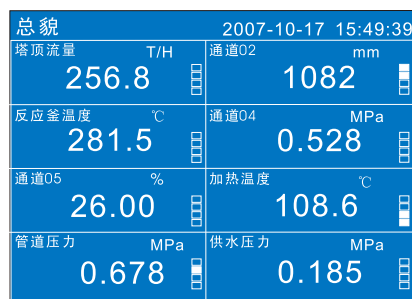 总貌 2007-10-17 15:49:39
塔顶流量 T/H 通道02 mm
256.8 1082
反应釜温度 ℃ 通道04 MPa
281.5 0.528
通道05 % 加热温度 ℃
26.00 108.6
管道压力 MPa 供水压力 MPa
0.678 0.185